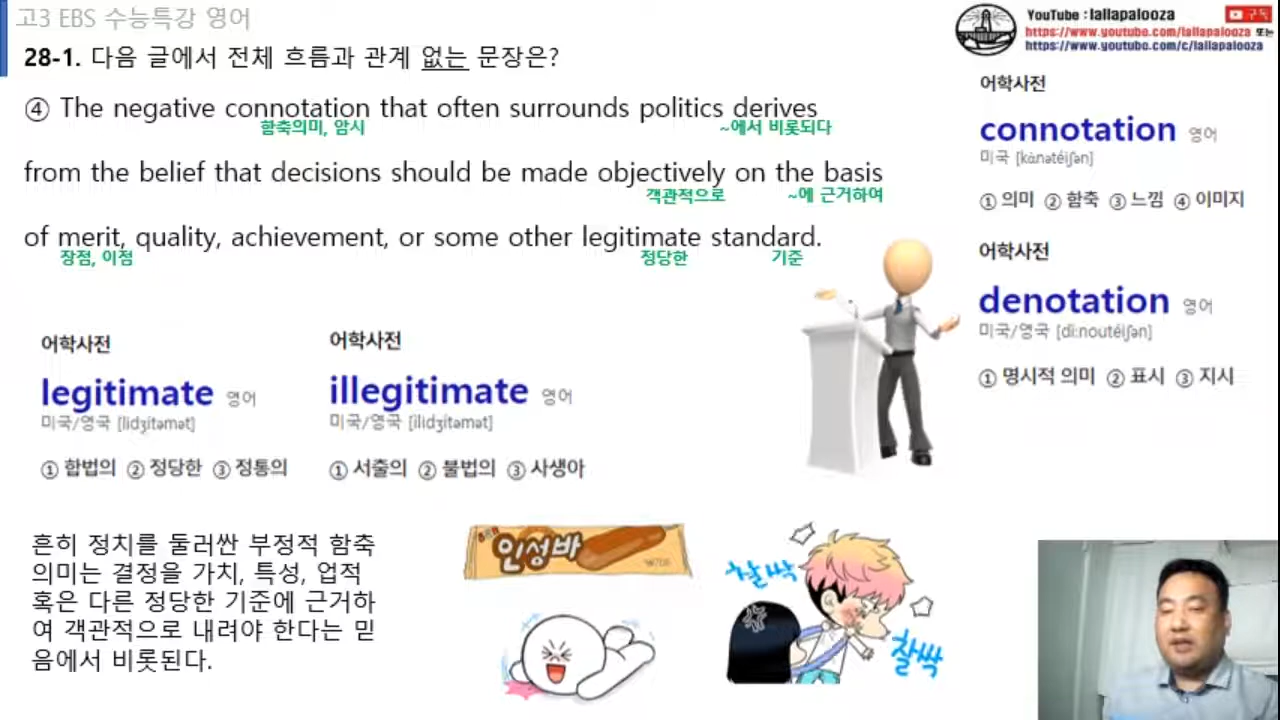 고3 EBS 수능특강 영어
YouTube : lallapalooza
구독
https://www.youtube.com/lallapalooza 또는
https://www.youtube.com/c/lallapalooza
28-1. 다음 글에서 전체 흐름과 관계 없는 문장은?
④ The negative connotation that often surrounds politics derives
함축의미, 암시
~에서 비롯되다
from the belief that decisions should be made objectively on the basis
객관적으로
~에 근거하여
of merit, quality, achievement, or some other legitimate standard.
장점, 이점
정당한
기준
어학사전
connotation 영어
미국 [kànətéiʃən]
① 의미 ② 함축 ③ 느낌 ④ 이미지
어학사전
denotation 영어
미국/영국 [dìːnoutéiʃən]
① 명시적 의미 ② 표시 ③ 지시
어학사전
legitimate 영어
미국/영국 [lidʒítəmət]
① 합법의 ② 정당한 ③ 정통의
어학사전
illegitimate 영어
미국/영국 [ìlidʒítəmət]
① 서출의 ② 불법의 ③ 사생아
흔히 정치를 둘러싼 부정적 함축
의미는 결정을 가치, 특성, 업적
혹은 다른 정당한 기준에 근거하
여 객관적으로 내려야 한다는 믿
음에서 비롯된다.
인성바
찰싹
찰싹